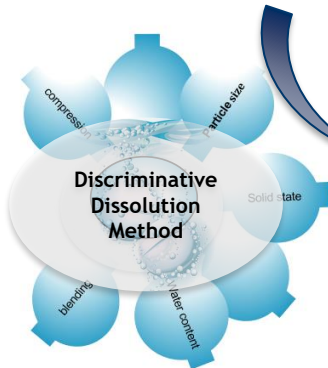 compression
Particle size
Discriminative
Dissolution
Method
Solid state
blending
Water content